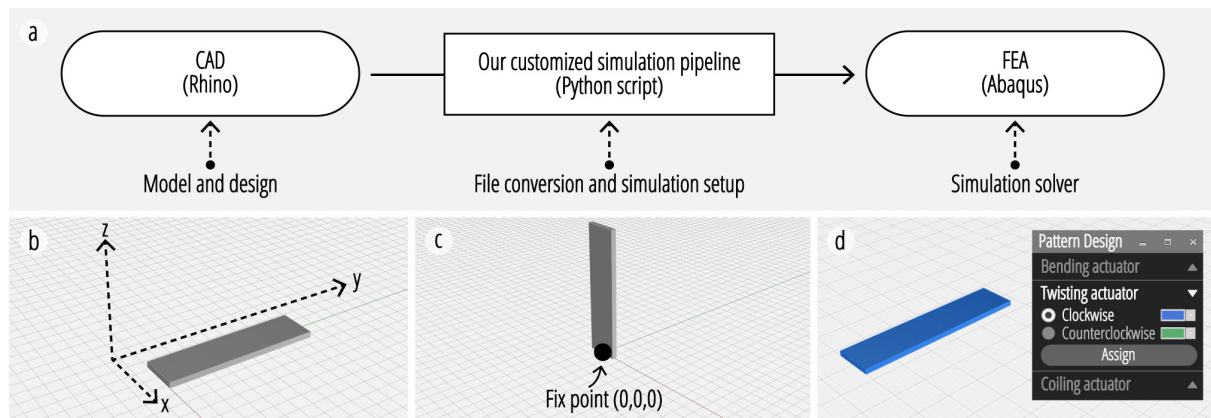 a
CAD
(Rhino)
Our customized simulation pipeline
(Python script)
FEA
(Abaqus)
Model and design
File conversion and simulation setup
Simulation solver
b
z
y
x
c
Fix point (0,0,0)
d
Pattern Design
Bending actuator
Twisting actuator
Clockwise
Counterclockwise
Assign
Coiling actuator